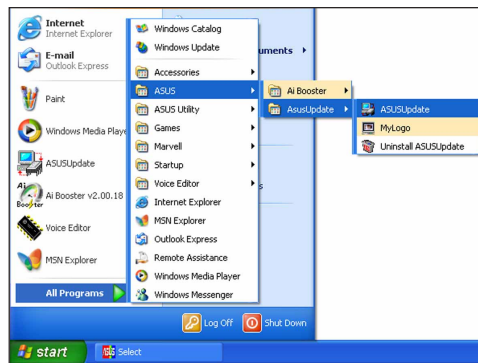 Internet
Internet Explorer
E-mail
Outlook Express
Paint
Windows Media Playe
ASUSUpdate
Ai Booster v2.00.18
Voice Editor
MSN Explorer
All Programs
Windows Catalog
Windows Update
Accessories
ASUS
ASUS Utility
Games
Marvell
Startup
Voice Editor
Internet Explorer
MSN Explorer
Outlook Express
Remote Assistance
Windows Media Player
Windows Messenger
uments
s
Ai Booster
AsusUpdate
ASUSUpdate
MyLogo
Uninstall ASUSUpdate
Log Off
Shut Down
start
Select